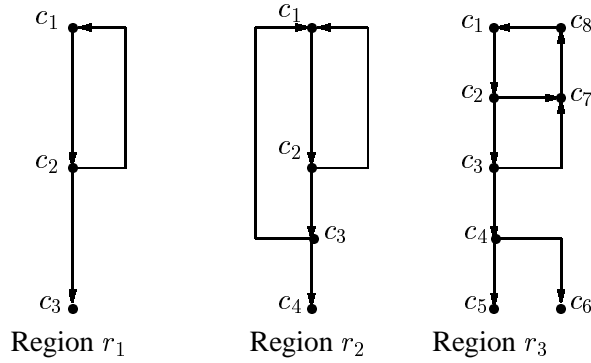 c1
c2
c3
Region r1
c1
c2
c3
c4
Region r2
c1
c8
c2
c7
c3
c4
c5
c6
Region r3